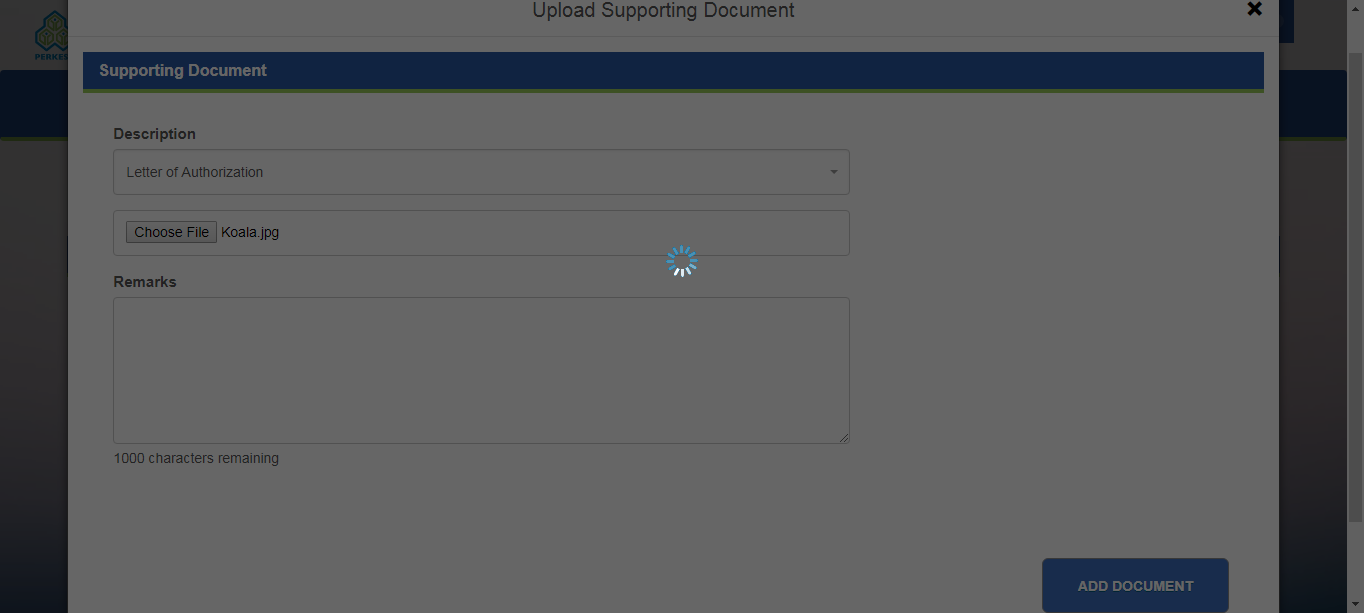 Upload Supporting Document
PERKES
Supporting Document
Description
Letter of Authorization
Choose File Koala.jpg
Remarks
1000 characters remaining
ADD DOCUMENT